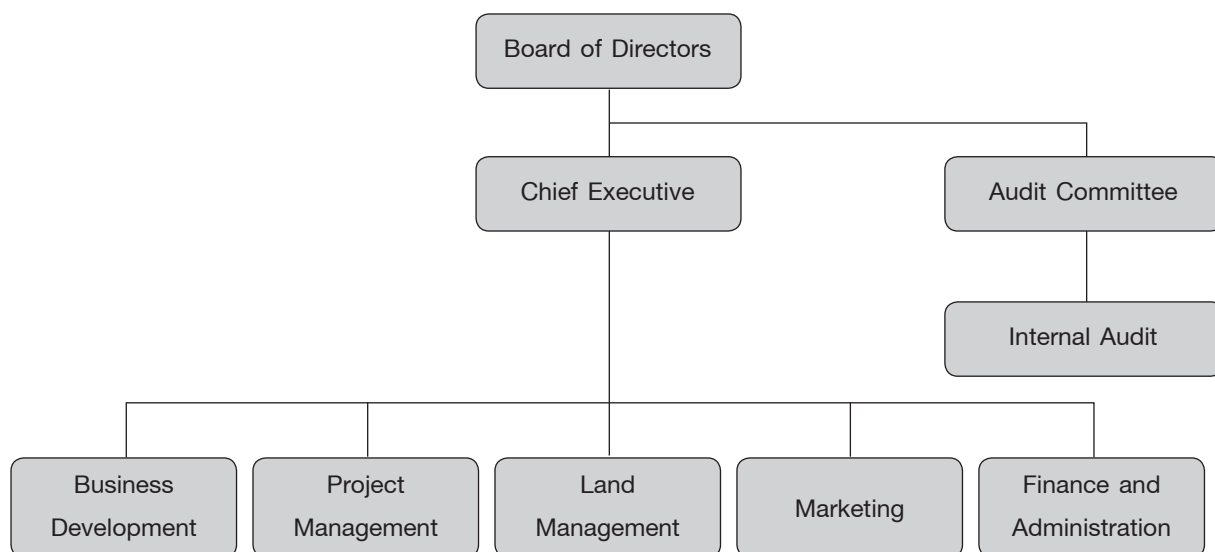 Board of Directors
Chief Executive
Audit Committee
Internal Audit
Business
Development
Project
Management
Land
Management
Marketing
Finance and
Administration